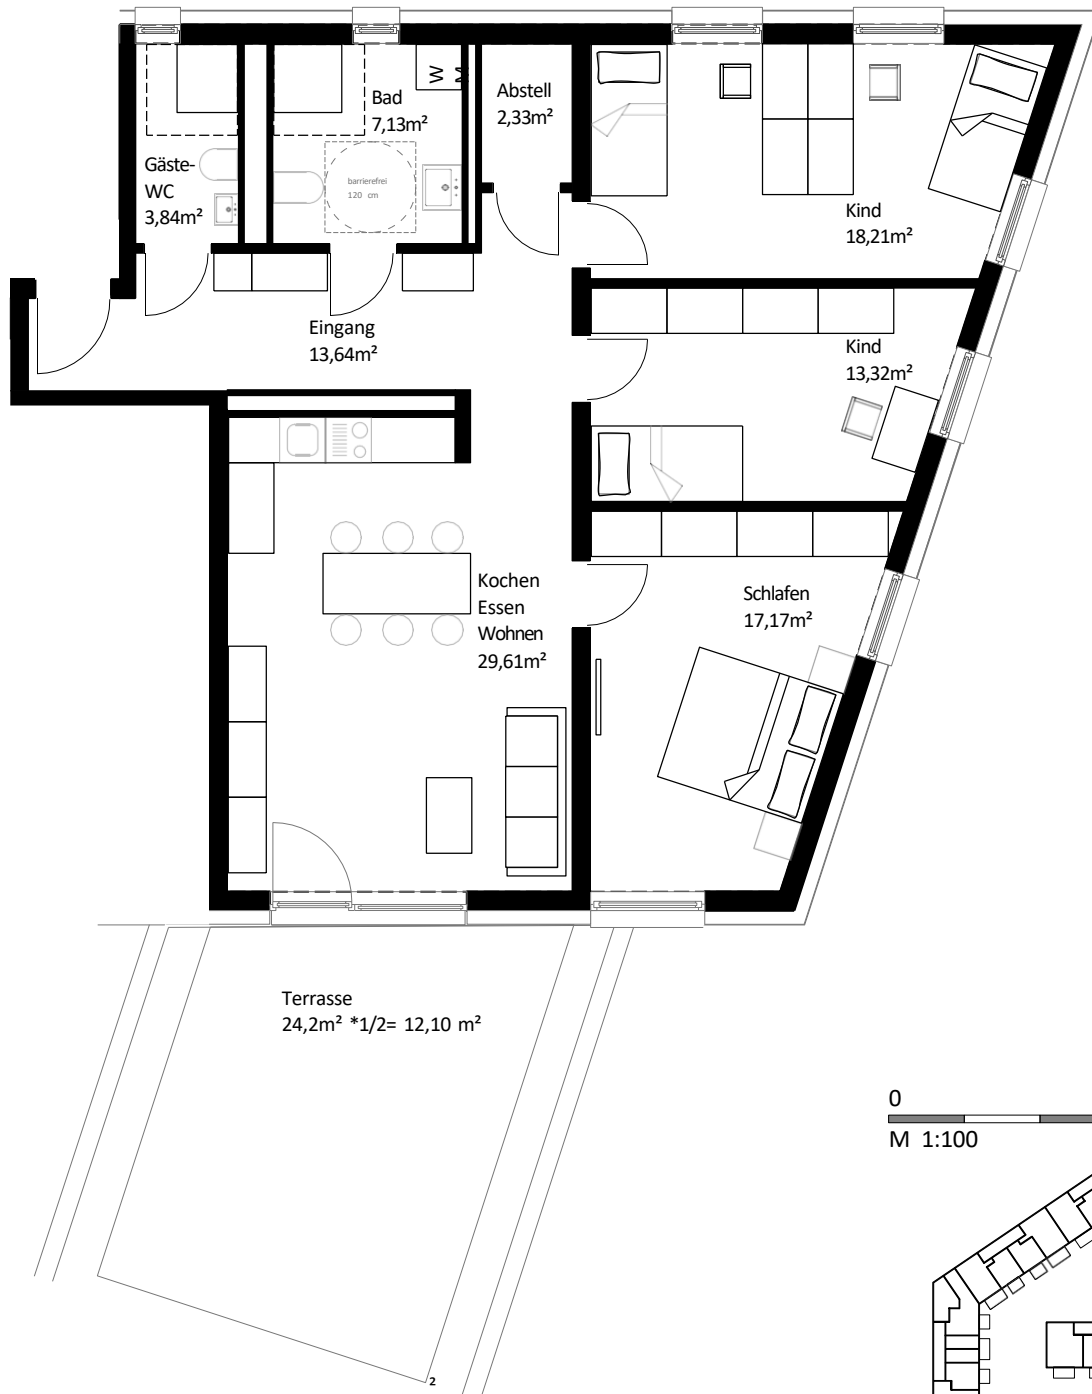 W
M
Bad
7,13m²
Abstell
2,33m²
Gäste-
WC
3,84m²
barrierefrei
120 cm
Kind
18,21m²
Eingang
13,64m²
Kind
13,32m²
Kochen
Essen
Wohnen
29,61m²
Schlafen
17,17m²
Terrasse
24,2m² *1/2= 12,10 m²
0
M 1:100
2